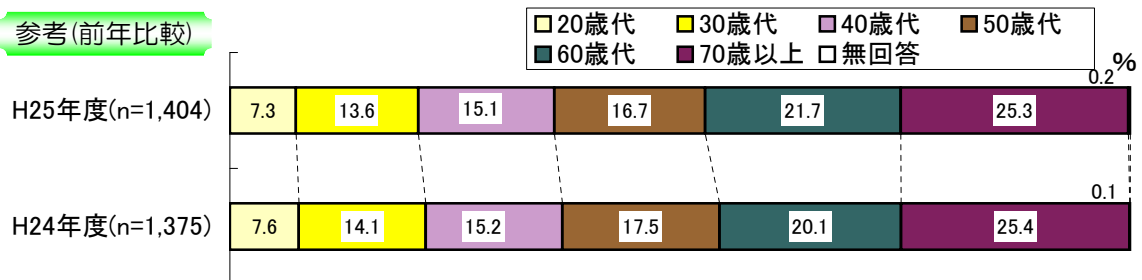 参考(前年比較)
20歳代 30歳代 40歳代 50歳代
60歳代 70歳以上 無回答
%
0.2
H25年度(n=1,404) 7.3 13.6 15.1 16.7 21.7 25.3
0.1
H24年度(n=1,375) 7.6 14.1 15.2 17.5 20.1 25.4